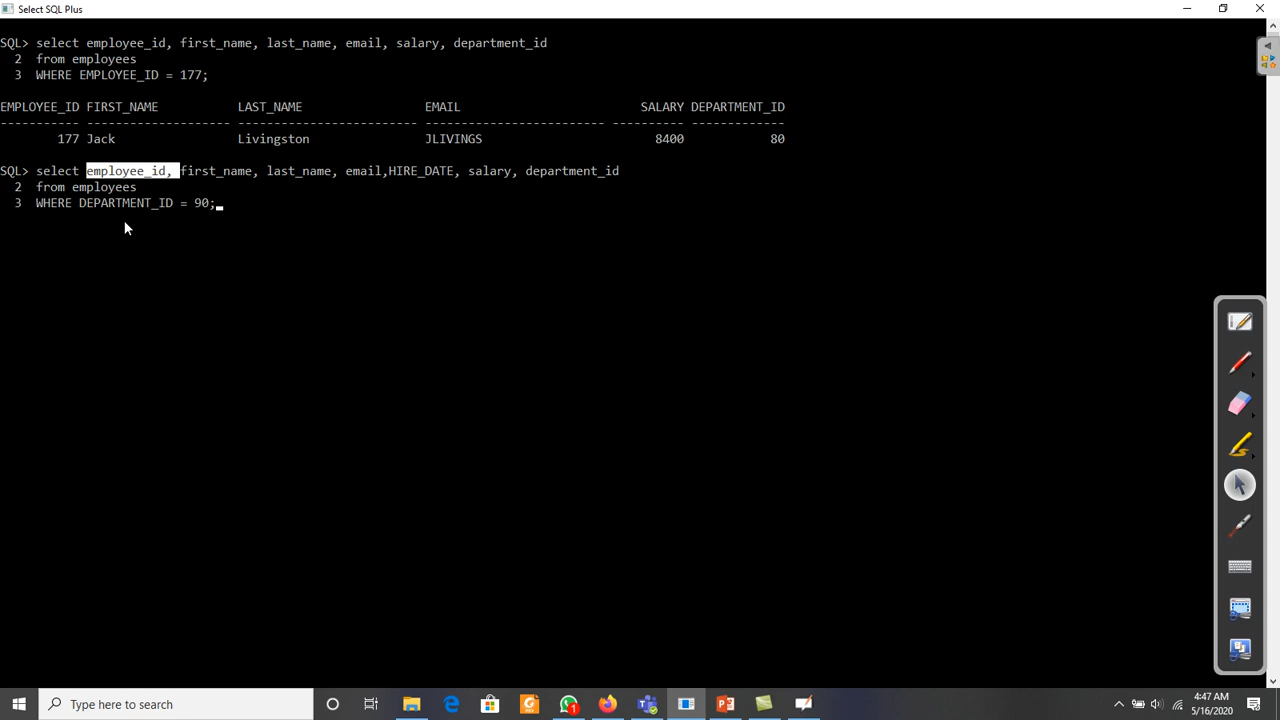 Select SQL Plus
SQL> select employee_id, first_name, last_name, email, salary, department_id
2 from employees
3 WHERE EMPLOYEE_ID = 177;
EMPLOYEE_ID FIRST_NAME LAST_NAME EMAIL SALARY DEPARTMENT_ID
----------- -------------------- ------------------------- ------------------------- ---------- -------------
177 Jack Livingston JLIVINGS 8400 80
SQL> select employee_id, first_name, last_name, email,HIRE_DATE, salary, department_id
2 from employees
3 WHERE DEPARTMENT_ID = 90;
Type here to search
1
4:47 AM
5/16/2020